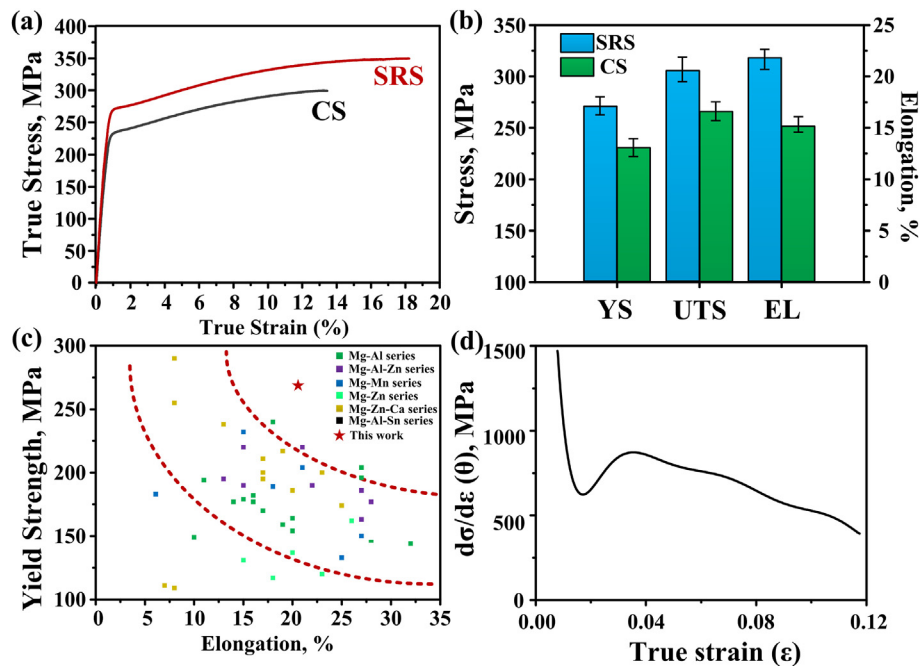 (a)
True Stress, MPa
400
350
300
250
200
150
100
50
0
SRS
CS
0 2 4 6 8 10 12 14 16 18 20
True Strain (%)
(b)
Stress, MPa
350
300
250
200
150
100
SRS
CS
25
20
15
10
5
0
Elongation, %
YS UTS EL
(c)
Yield Strength, MPa
300
250
200
150
100
Mg-Al series
Mg-Al-Zn series
Mg-Mn series
Mg-Zn series
Mg-Zn-Ca series
Mg-Al-Sn series
This work
0 5 10 15 20 25 30 35
Elongation, %
(d)
dσ/dε (θ), MPa
1500
1000
500
0
0.00 0.04 0.08 0.12
True strain (ε)